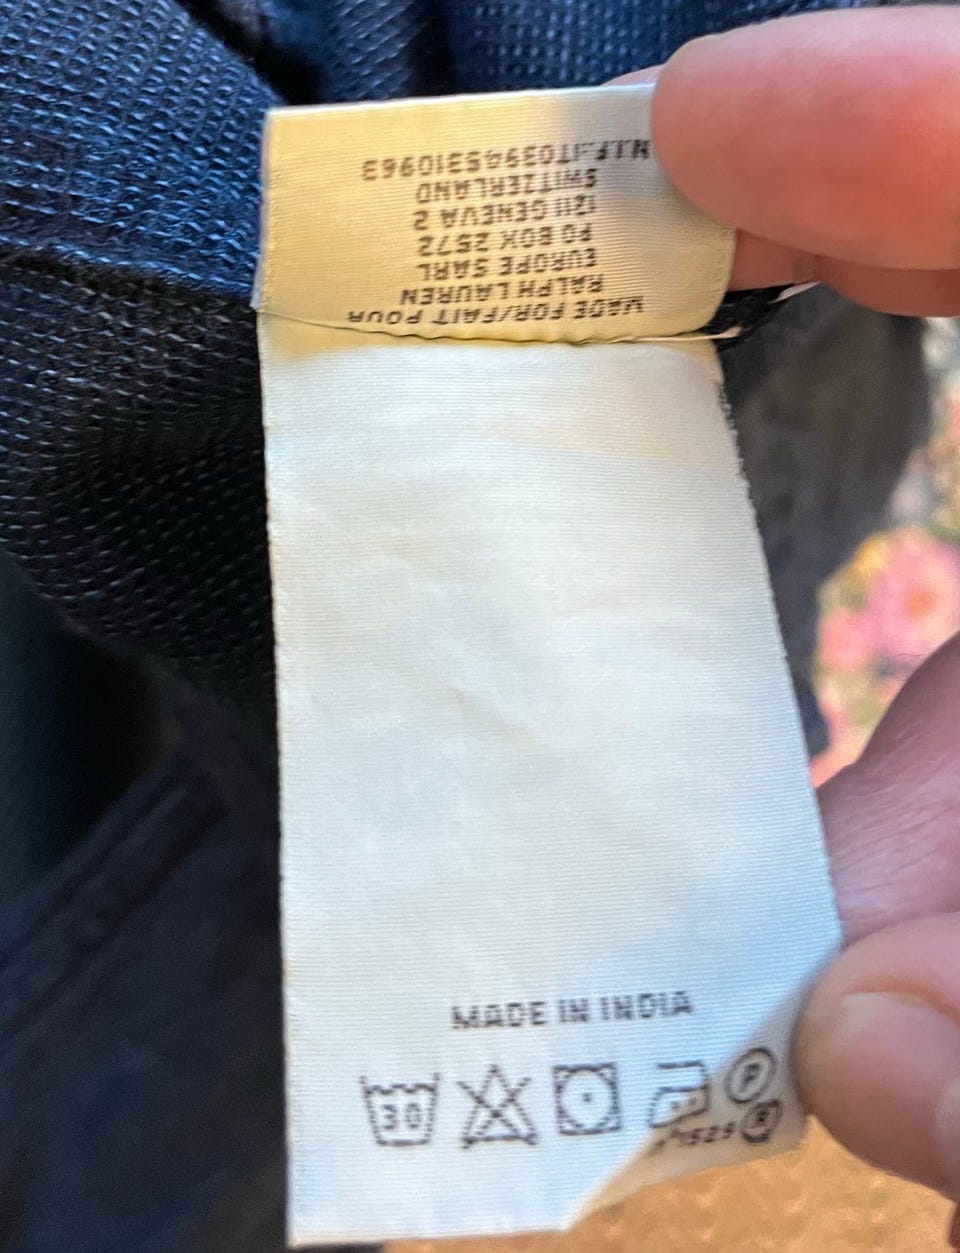 MADE FOR/FAIT POUR
RALPH LAUREN
EUROPE SARL
PO BOX 2572
1211 GENEVA 2
SWITZERLAND
N.I.F.:IT03945310963
MADE IN INDIA
30
P
1529 R